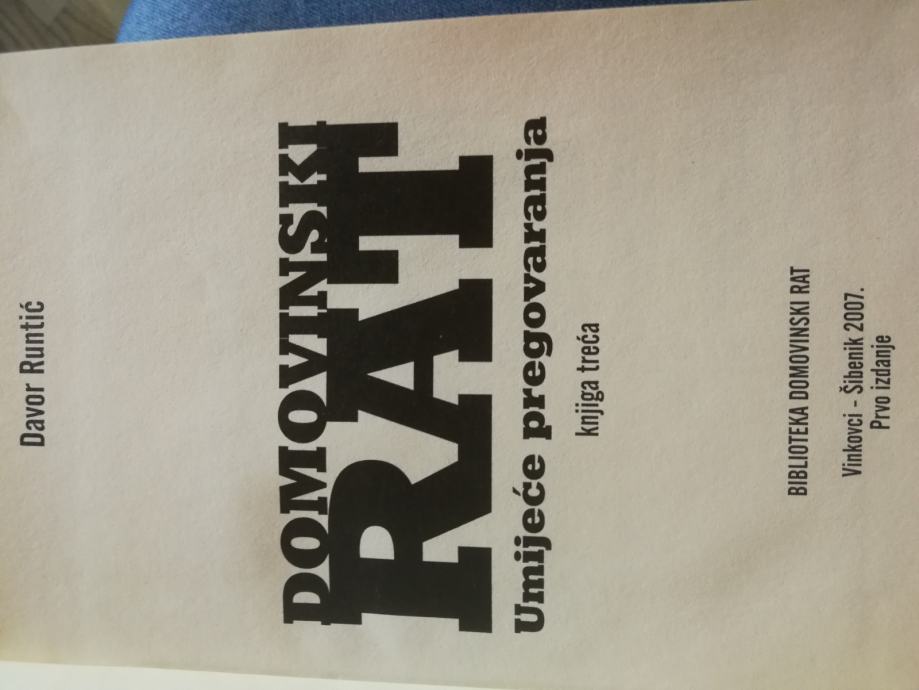 Davor Runtić
DOMOVINSKI
RAT
Umijeće pregovaranja
knjiga treća
BIBLIOTEKA DOMOVINSKI RAT
Vinkovci - Šibenik 2007.
Prvo izdanje